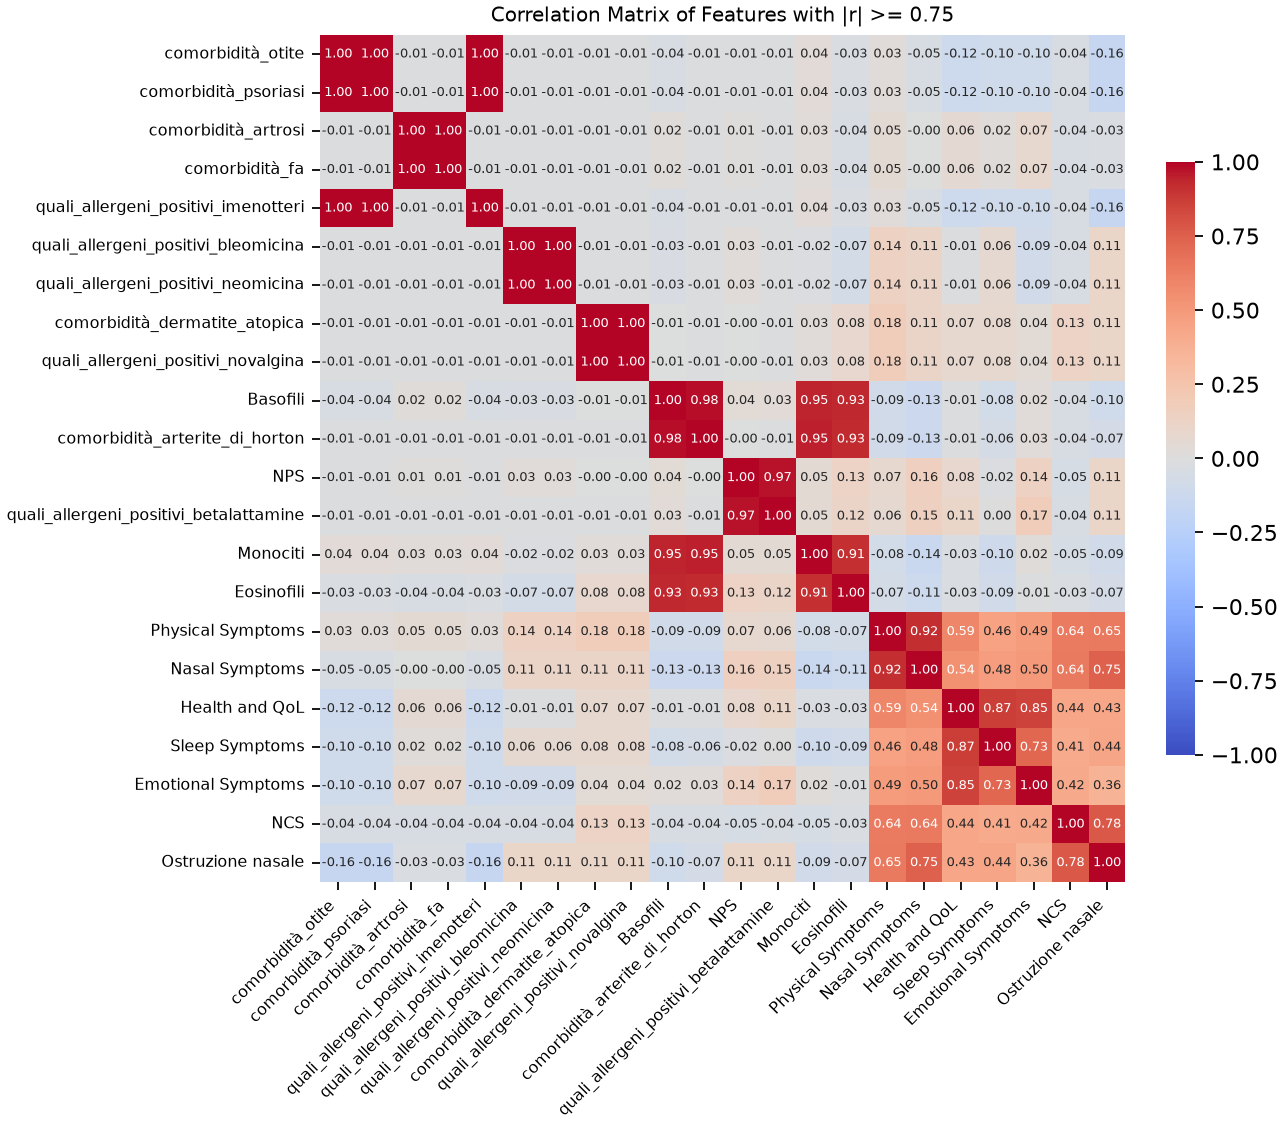 Correlation Matrix of Features with |r| >= 0.75
comorbidità_otite 1.00 1.00 -0.01 -0.01 1.00 -0.01 -0.01 -0.01 -0.01 -0.04 -0.01 -0.01 -0.01 0.04 -0.03 0.03 -0.05 -0.12 -0.10 -0.10 -0.04 -0.16
comorbidità_psoriasi 1.00 1.00 -0.01 -0.01 1.00 -0.01 -0.01 -0.01 -0.01 -0.04 -0.01 -0.01 -0.01 0.04 -0.03 0.03 -0.05 -0.12 -0.10 -0.10 -0.04 -0.16
comorbidità_artrosi -0.01 -0.01 1.00 1.00 -0.01 -0.01 -0.01 -0.01 -0.01 0.02 -0.01 0.01 -0.01 0.03 -0.04 0.05 -0.00 0.06 0.02 0.07 -0.04 -0.03
comorbidità_fa -0.01 -0.01 1.00 1.00 -0.01 -0.01 -0.01 -0.01 -0.01 0.02 -0.01 0.01 -0.01 0.03 -0.04 0.05 -0.00 0.06 0.02 0.07 -0.04 -0.03
quali_allergeni_positivi_imenotteri 1.00 1.00 -0.01 -0.01 1.00 -0.01 -0.01 -0.01 -0.01 -0.04 -0.01 -0.01 -0.01 0.04 -0.03 0.03 -0.05 -0.12 -0.10 -0.10 -0.04 -0.16
quali_allergeni_positivi_bleomicina -0.01 -0.01 -0.01 -0.01 -0.01 1.00 1.00 -0.01 -0.01 -0.03 -0.01 0.03 -0.01 -0.02 -0.07 0.14 0.11 -0.01 0.06 -0.09 -0.04 0.11
quali_allergeni_positivi_neomicina -0.01 -0.01 -0.01 -0.01 -0.01 1.00 1.00 -0.01 -0.01 -0.03 -0.01 0.03 -0.01 -0.02 -0.07 0.14 0.11 -0.01 0.06 -0.09 -0.04 0.11
comorbidità_dermatite_atopica -0.01 -0.01 -0.01 -0.01 -0.01 -0.01 -0.01 1.00 1.00 -0.01 -0.01 -0.00 -0.01 0.03 0.08 0.18 0.11 0.07 0.08 0.04 0.13 0.11
quali_allergeni_positivi_novalgina -0.01 -0.01 -0.01 -0.01 -0.01 -0.01 -0.01 1.00 1.00 -0.01 -0.01 -0.00 -0.01 0.03 0.08 0.18 0.11 0.07 0.08 0.04 0.13 0.11
Basofili -0.04 -0.04 0.02 0.02 -0.04 -0.03 -0.03 -0.01 -0.01 1.00 0.98 0.04 0.03 0.95 0.93 -0.09 -0.13 -0.01 -0.08 0.02 -0.04 -0.10
comorbidità_arterite_di_horton -0.01 -0.01 -0.01 -0.01 -0.01 -0.01 -0.01 -0.01 -0.01 0.98 1.00 -0.00 -0.01 0.95 0.93 -0.09 -0.13 -0.01 -0.06 0.03 -0.04 -0.07
NPS -0.01 -0.01 0.01 0.01 -0.01 0.03 0.03 -0.00 -0.00 0.04 -0.00 1.00 0.97 0.05 0.13 0.07 0.16 0.08 -0.02 0.14 -0.05 0.11
quali_allergeni_positivi_betalattamine -0.01 -0.01 -0.01 -0.01 -0.01 -0.01 -0.01 -0.01 -0.01 0.03 -0.01 0.97 1.00 0.05 0.12 0.06 0.15 0.11 0.00 0.17 -0.04 0.11
Monociti 0.04 0.04 0.03 0.03 0.04 -0.02 -0.02 0.03 0.03 0.95 0.95 0.05 0.05 1.00 0.91 -0.08 -0.14 -0.03 -0.10 0.02 -0.05 -0.09
Eosinofili -0.03 -0.03 -0.04 -0.04 -0.03 -0.07 -0.07 0.08 0.08 0.93 0.93 0.13 0.12 0.91 1.00 -0.07 -0.11 -0.03 -0.09 -0.01 -0.03 -0.07
Physical Symptoms 0.03 0.03 0.05 0.05 0.03 0.14 0.14 0.18 0.18 -0.09 -0.09 0.07 0.06 -0.08 -0.07 1.00 0.92 0.59 0.46 0.49 0.64 0.65
Nasal Symptoms -0.05 -0.05 -0.00 -0.00 -0.05 0.11 0.11 0.11 0.11 -0.13 -0.13 0.16 0.15 -0.14 -0.11 0.92 1.00 0.54 0.48 0.50 0.64 0.75
Health and QoL -0.12 -0.12 0.06 0.06 -0.12 -0.01 -0.01 0.07 0.07 -0.01 -0.01 0.08 0.11 -0.03 -0.03 0.59 0.54 1.00 0.87 0.85 0.44 0.43
Sleep Symptoms -0.10 -0.10 0.02 0.02 -0.10 0.06 0.06 0.08 0.08 -0.08 -0.06 -0.02 0.00 -0.10 -0.09 0.46 0.48 0.87 1.00 0.73 0.41 0.44
Emotional Symptoms -0.10 -0.10 0.07 0.07 -0.10 -0.09 -0.09 0.04 0.04 0.02 0.03 0.14 0.17 0.02 -0.01 0.49 0.50 0.85 0.73 1.00 0.42 0.36
NCS -0.04 -0.04 -0.04 -0.04 -0.04 -0.04 -0.04 0.13 0.13 -0.04 -0.04 -0.05 -0.04 -0.05 -0.03 0.64 0.64 0.44 0.41 0.42 1.00 0.78
Ostruzione nasale -0.16 -0.16 -0.03 -0.03 -0.16 0.11 0.11 0.11 0.11 -0.10 -0.07 0.11 0.11 -0.09 -0.07 0.65 0.75 0.43 0.44 0.36 0.78 1.00
comorbidità_otite
comorbidità_psoriasi
comorbidità_artrosi
comorbidità_fa
quali_allergeni_positivi_imenotteri
quali_allergeni_positivi_bleomicina
quali_allergeni_positivi_neomicina
comorbidità_dermatite_atopica
quali_allergeni_positivi_novalgina
Basofili
comorbidità_arterite_di_horton
NPS
quali_allergeni_positivi_betalattamine
Monociti
Eosinofili
Physical Symptoms
Nasal Symptoms
Health and QoL
Sleep Symptoms
Emotional Symptoms
NCS
Ostruzione nasale
1.00
0.75
0.50
0.25
0.00
−0.25
−0.50
−0.75
−1.00